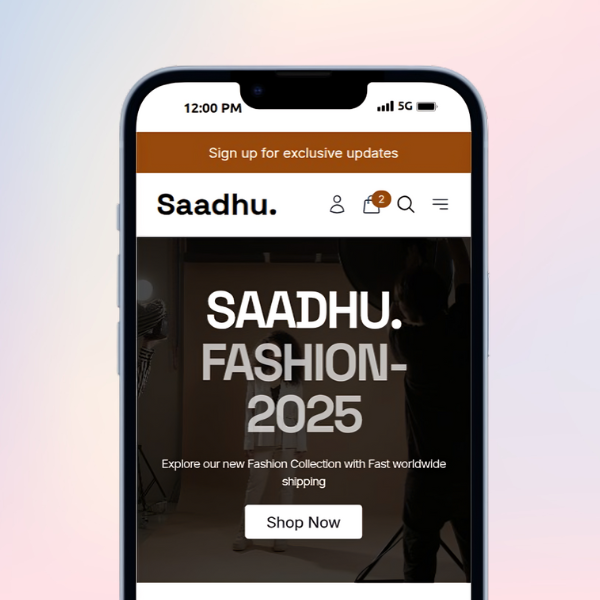 12:00 PM 5G
Sign up for exclusive updates
Saadhu. 2
SAADHU.
FASHION-
2025
Explore our new Fashion Collection with Fast worldwide
shipping
Shop Now